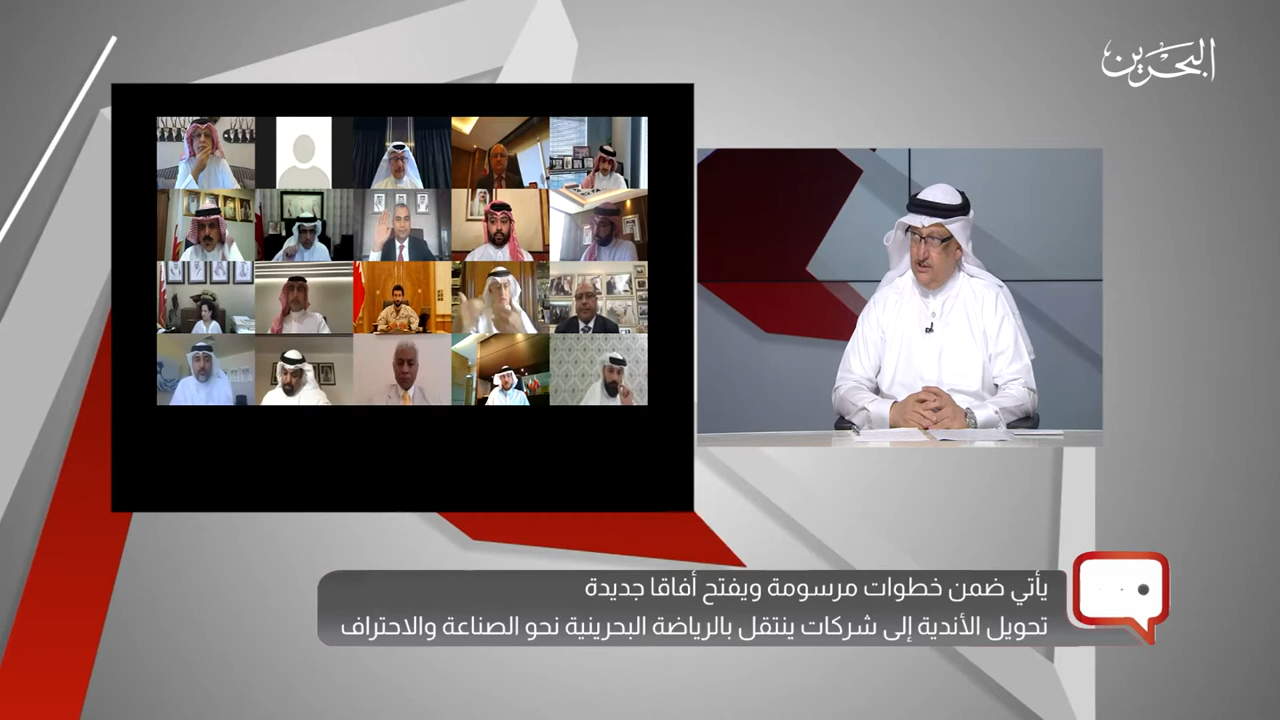 البحرين
يأتي ضمن خطوات مرسومة ويفتح أفاقا جديدة
تحويل الأندية إلى شركات ينتقل بالرياضة البحرينية نحو الصناعة والاحتراف